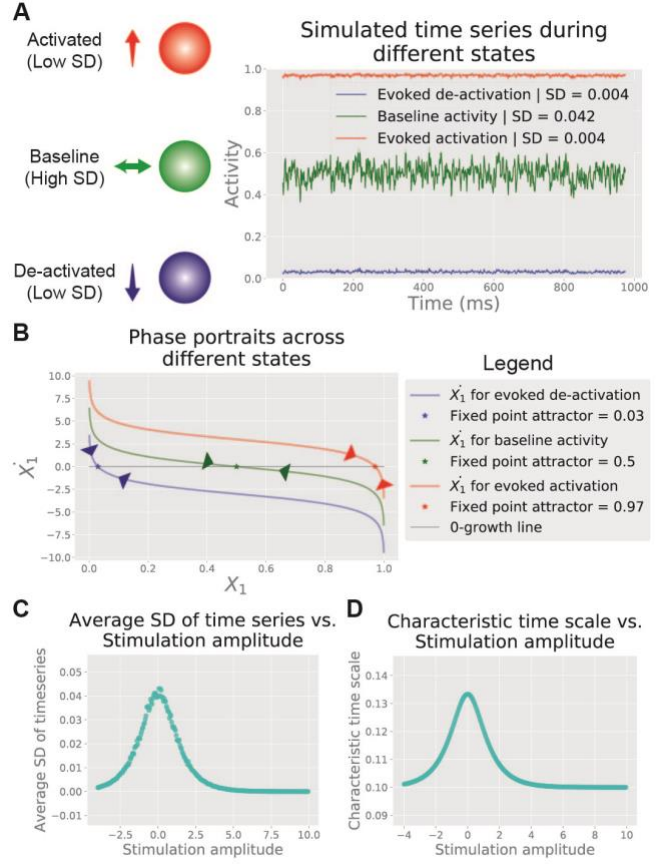 A
Activated
(Low SD)
Baseline
(High SD)
De-activated
(Low SD)
Simulated time series during
different states
Evoked de-activation | SD = 0.004
Baseline activity | SD = 0.042
Evoked activation | SD = 0.004
Activity
1.0
0.8
0.6
0.4
0.2
0.0
0
200
400
600
800
1000
Time (ms)
B
Phase portraits across
different states
Ẋ₁
10.0
7.5
5.0
2.5
0.0
−2.5
−5.0
−7.5
−10.0
0.0
0.2
0.4
0.6
0.8
1.0
X₁
Legend
Ẋ₁ for evoked de-activation
Fixed point attractor = 0.03
Ẋ₁ for baseline activity
Fixed point attractor = 0.5
Ẋ₁ for evoked activation
Fixed point attractor = 0.97
0-growth line
C
Average SD of time series vs.
Stimulation amplitude
Average SD of timeseries
0.05
0.04
0.03
0.02
0.01
0.00
−0.01
−2.5
0.0
2.5
5.0
7.5
10.0
Stimulation amplitude
D
Characteristic time scale vs.
Stimulation amplitude
Characteristic time scale
0.14
0.13
0.12
0.11
0.10
0.09
−4
−2
0
2
4
6
8
10
Stimulation amplitude